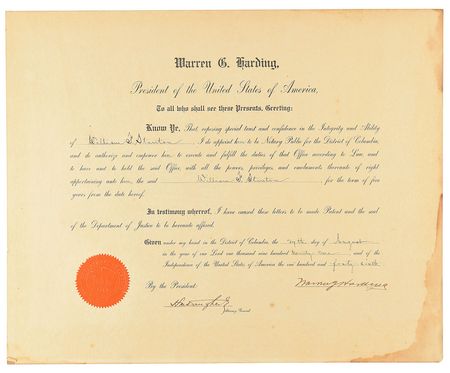 Warren G. Harding,
President of the United States of America,
To all who shall see these Presents, Greeting:
Know Ye, That, reposing special trust and confidence in the Integrity and Ability
of William F. I do appoint him to be Notary Public for the District of Columbia,
and do authorize and empower him to execute and fulfill the duties of that Office according to Law, and
to have and to hold the said Office, with all the powers, privileges, and emoluments thereunto of right
appertaining unto him, the said William F. for the term of five
years from the date hereof.
In testimony whereof, I have caused these letters to be made Patent and the seal
of the Department of Justice to be hereunto affixed.
Given under my hand in the District of Columbia the day of August
in the year of our Lord one thousand nine hundred twenty one and of the
Independence of the United States of America the one hundred and forty sixth
By the President: Warren G Harding
H M Daugherty
Attorney General